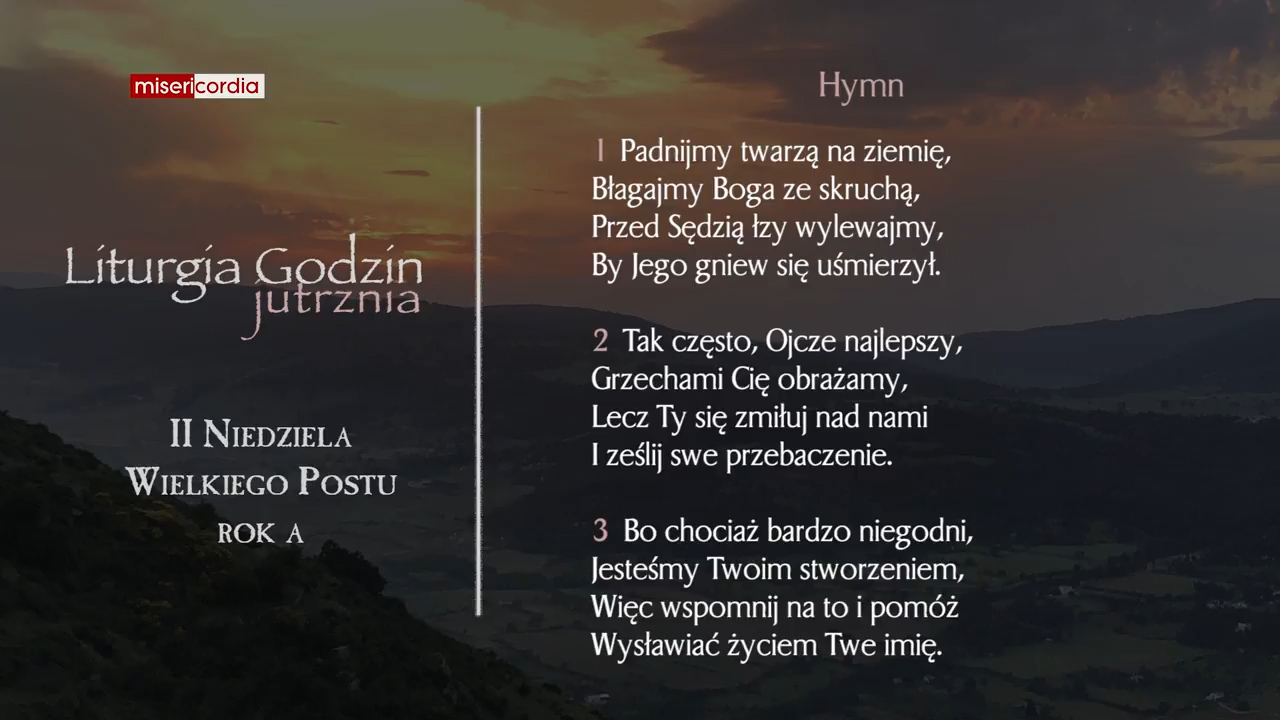 misericordia
Liturgia Godzin
jutrznia
II Niedziela
Wielkiego Postu
rok A
Hymn
1 Padnijmy twarzą na ziemię,
Błagajmy Boga ze skruchą,
Przed Sędzią łzy wylewajmy,
By Jego gniew się uśmierzył.
2 Tak często, Ojcze najlepszy,
Grzechami Cię obrażamy,
Lecz Ty się zmiłuj nad nami
I ześlij swe przebaczenie.
3 Bo chociaż bardzo niegodni,
Jesteśmy Twoim stworzeniem,
Więc wspomnij na to i pomóż
Wysławiać życiem Twe imię.